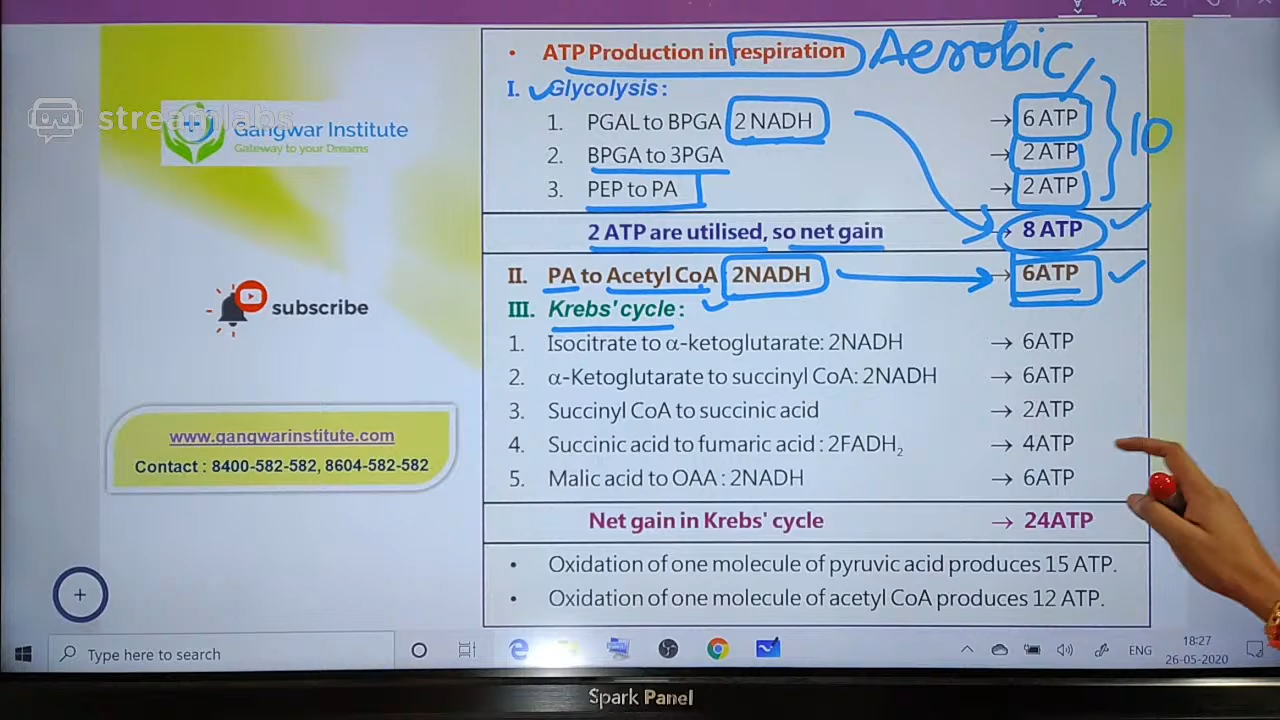 • ATP Production in respiration Aerobic
I. Glycolysis :
1. PGAL to BPGA 2 NADH → 6 ATP
2. BPGA to 3PGA → 2 ATP
3. PEP to PA → 2 ATP
10
2 ATP are utilised, so net gain → 8 ATP
II. PA to Acetyl CoA 2NADH → 6ATP
III. Krebs' cycle :
1. Isocitrate to α-ketoglutarate: 2NADH → 6ATP
2. α-Ketoglutarate to succinyl CoA: 2NADH → 6ATP
3. Succinyl CoA to succinic acid → 2ATP
4. Succinic acid to fumaric acid : 2FADH₂ → 4ATP
5. Malic acid to OAA : 2NADH → 6ATP
Net gain in Krebs' cycle → 24ATP
• Oxidation of one molecule of pyruvic acid produces 15 ATP.
• Oxidation of one molecule of acetyl CoA produces 12 ATP.
streamlabs
Gangwar Institute
Gateway to your Dreams
subscribe
www.gangwarinstitute.com
Contact : 8400-582-582, 8604-582-582
Type here to search
ENG
18:27
26-05-2020
Spark Panel